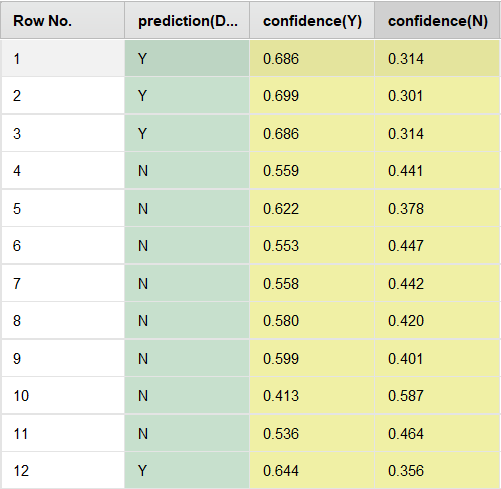 Row No. prediction(D... confidence(Y) confidence(N)
1 Y 0.686 0.314
2 Y 0.699 0.301
3 Y 0.686 0.314
4 N 0.559 0.441
5 N 0.622 0.378
6 N 0.553 0.447
7 N 0.558 0.442
8 N 0.580 0.420
9 N 0.599 0.401
10 N 0.413 0.587
11 N 0.536 0.464
12 Y 0.644 0.356